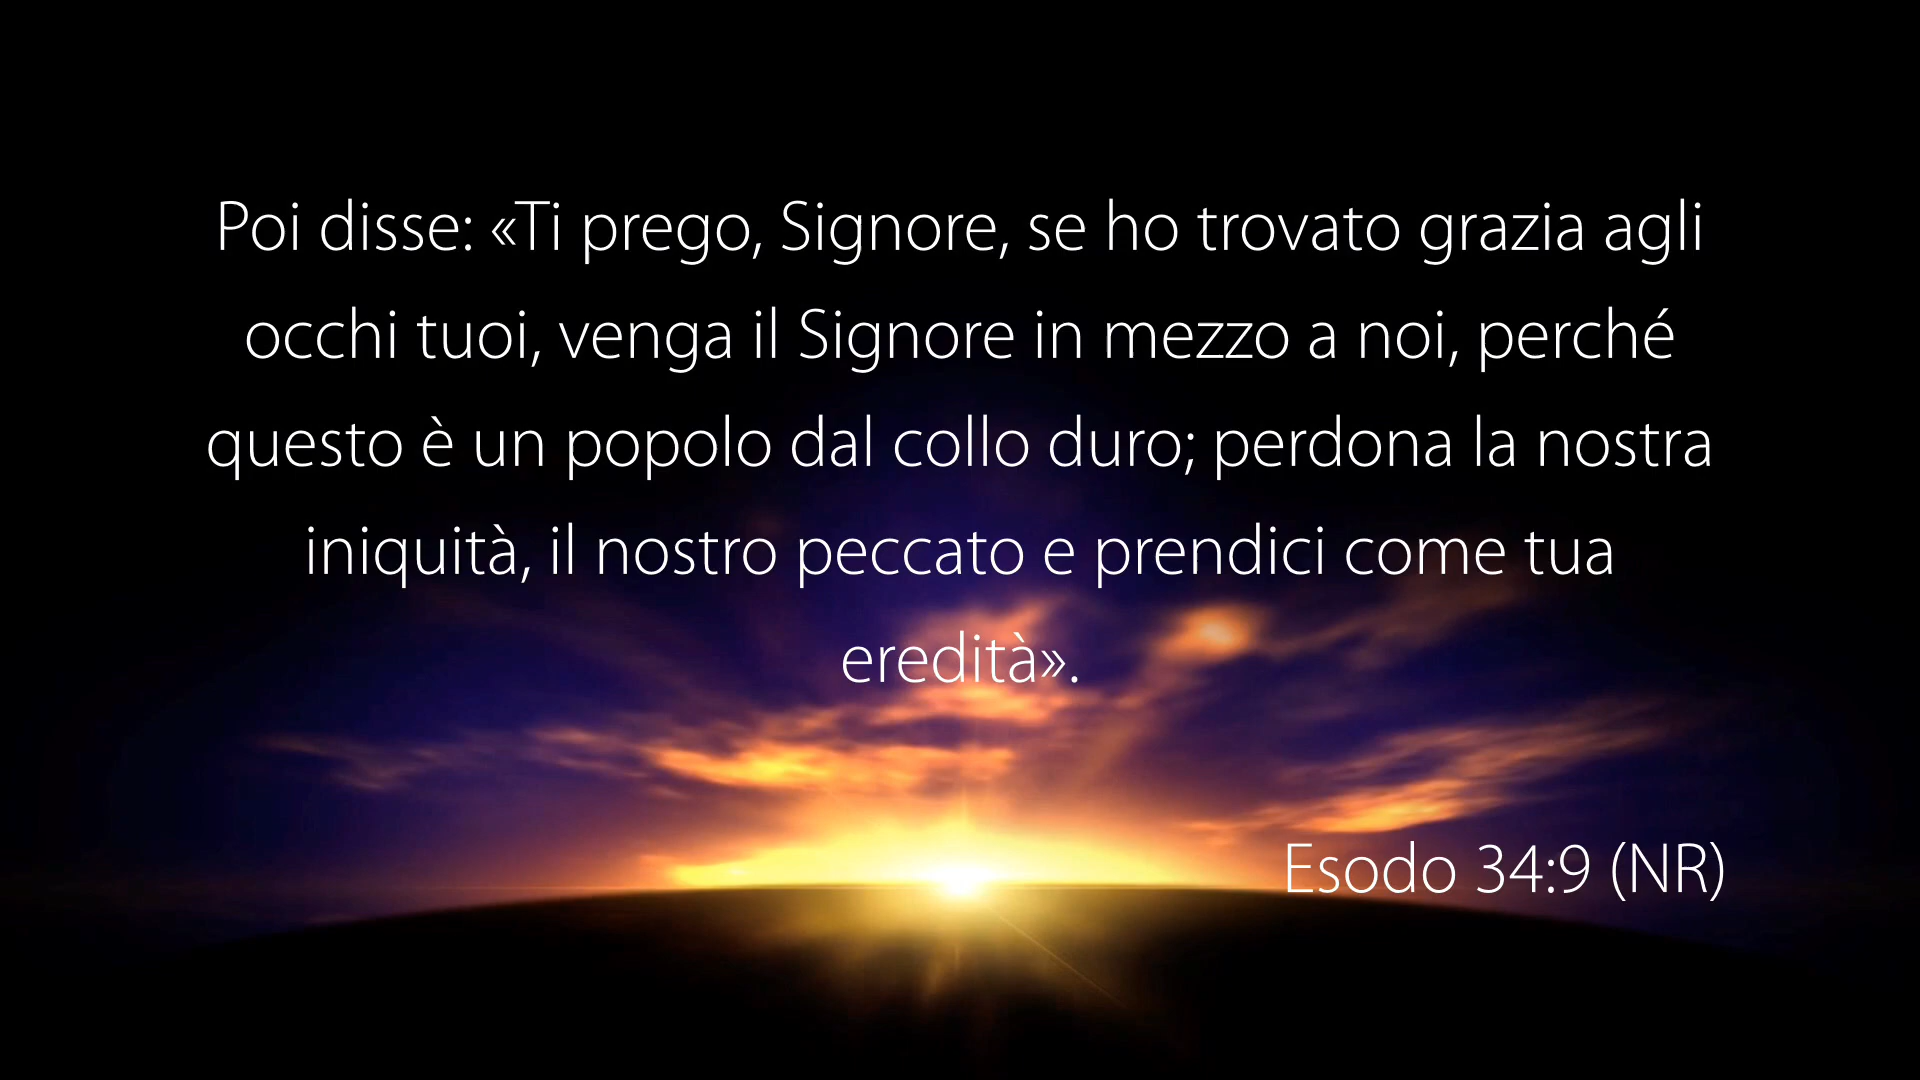 Poi disse: «Ti prego, Signore, se ho trovato grazia agli
occhi tuoi, venga il Signore in mezzo a noi, perché
questo è un popolo dal collo duro; perdona la nostra
iniquità, il nostro peccato e prendici come tua
eredità».
Esodo 34:9 (NR)